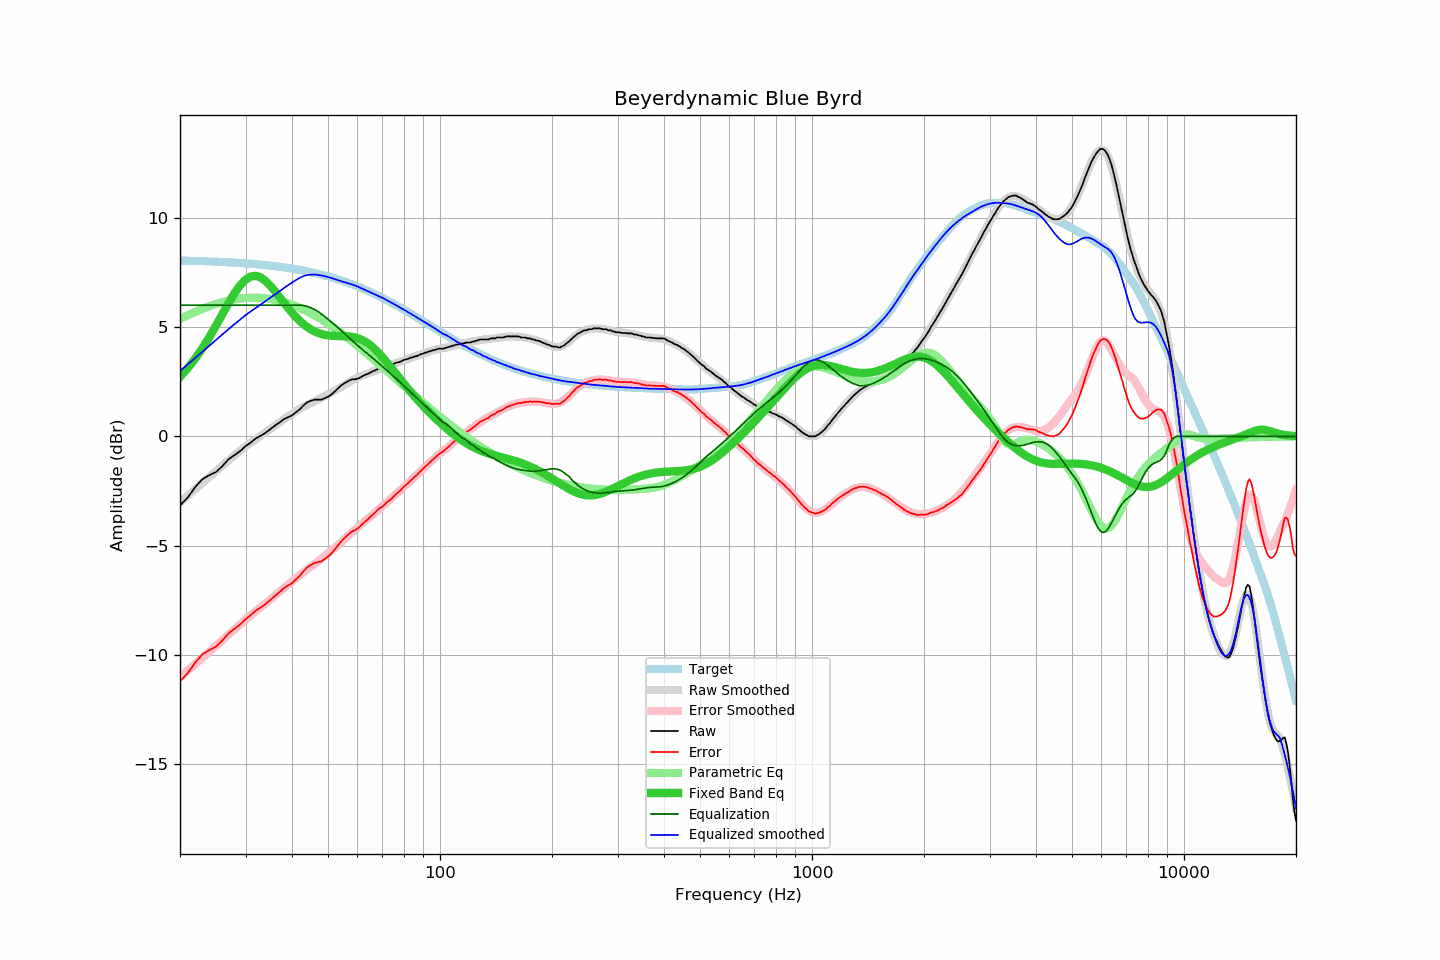 Beyerdynamic Blue Byrd
Amplitude (dBr)
10
5
0
−5
−10
−15
Target
Raw Smoothed
Error Smoothed
Raw
Error
Parametric Eq
Fixed Band Eq
Equalization
Equalized smoothed
100
1000
10000
Frequency (Hz)